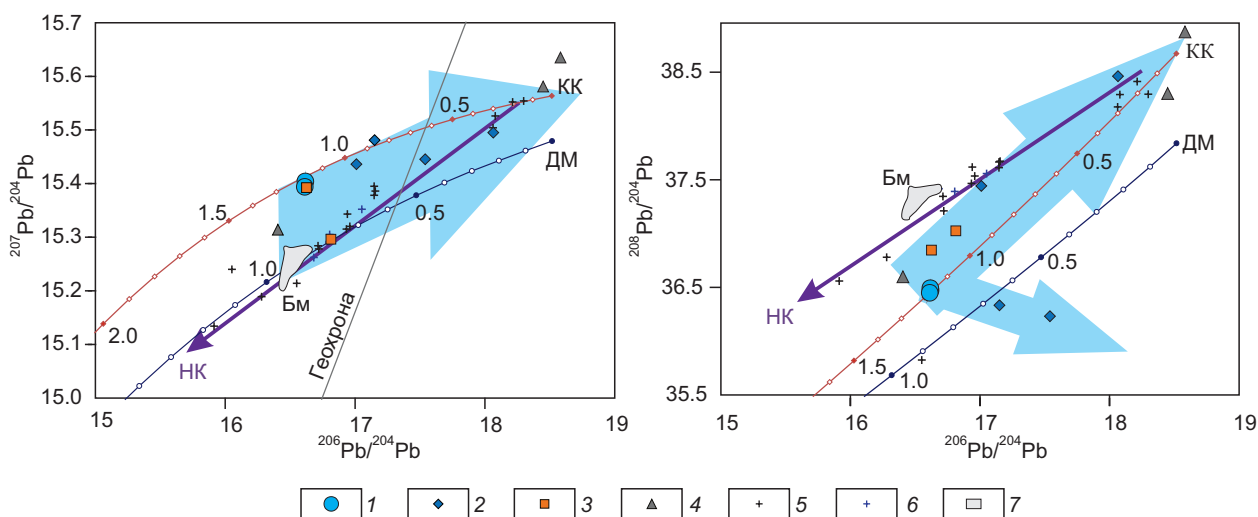 15.7
15.6
15.5
15.4
15.3
15.2
15.1
15.0
²⁰⁷Pb/²⁰⁴Pb
КК
0.5
1.0
ДМ
1.5
0.5
1.0
Бм
2.0
НК
Геохрона
15 16 17 18 19
²⁰⁶Pb/²⁰⁴Pb
38.5
37.5
36.5
35.5
²⁰⁸Pb/²⁰⁴Pb
КК
ДМ
0.5
Бм
1.0
0.5
НК
1.5
1.0
15 16 17 18 19
²⁰⁶Pb/²⁰⁴Pb
1 2 3 4 5 6 7